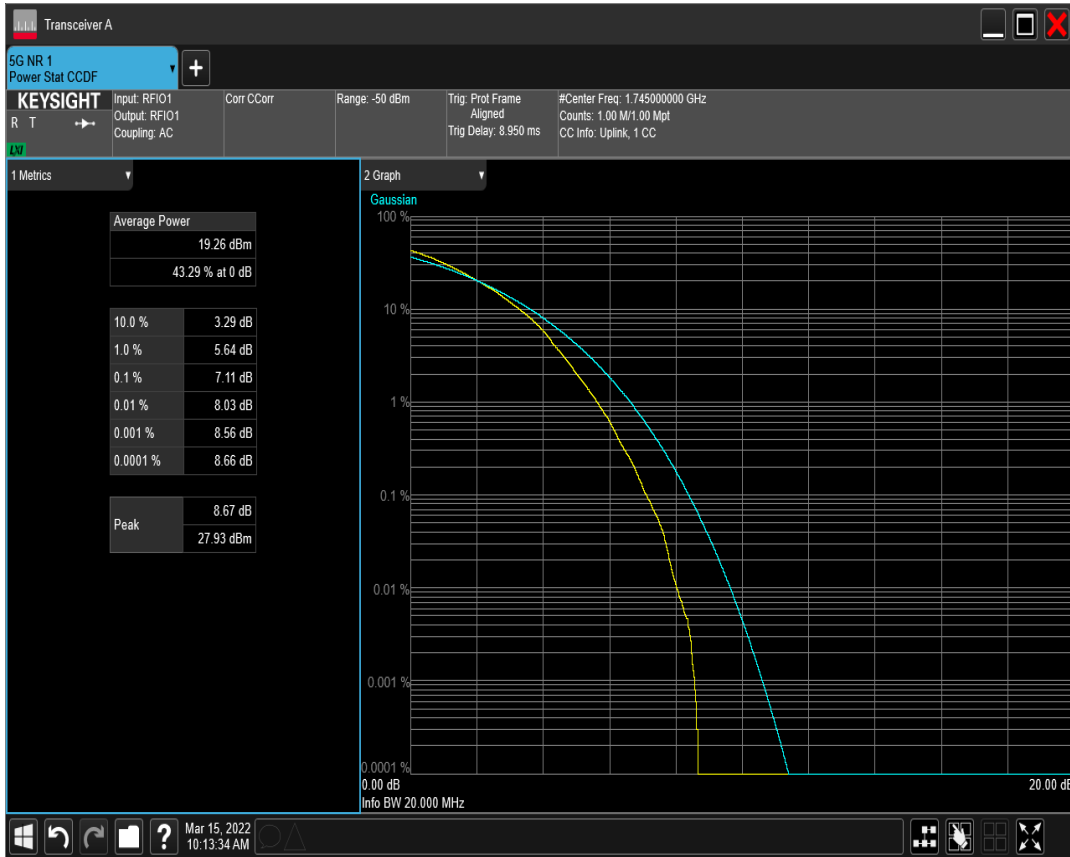 Transceiver A
5G NR 1
Power Stat CCDF
+
KEYSIGHT
R T
LXI
Input: RFIO1
Output: RFIO1
Coupling: AC
Corr CCorr
Range: -50 dBm
Trig: Prot Frame
Aligned
Trig Delay: 8.950 ms
#Center Freq: 1.745000000 GHz
Counts: 1.00 M/1.00 Mpt
CC Info: Uplink, 1 CC
1 Metrics
Average Power
19.26 dBm
43.29 % at 0 dB
10.0 % 3.29 dB
1.0 % 5.64 dB
0.1 % 7.11 dB
0.01 % 8.03 dB
0.001 % 8.56 dB
0.0001 % 8.66 dB
Peak
8.67 dB
27.93 dBm
2 Graph
Gaussian
100 %
10 %
1 %
0.1 %
0.01 %
0.001 %
0.0001 %
0.00 dB
20.00 dB
Info BW 20.000 MHz
?
Mar 15, 2022
10:13:34 AM